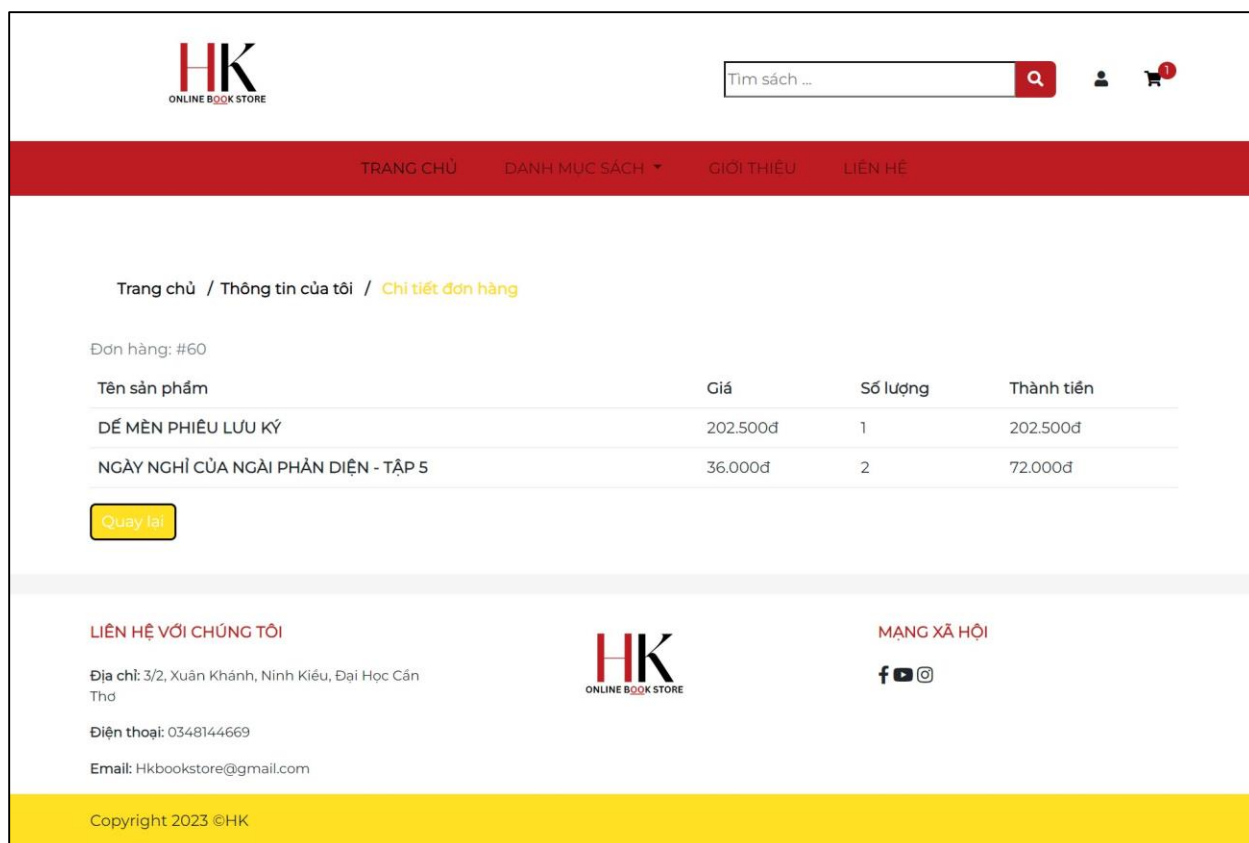 HK
ONLINE BOOK STORE
Tìm sách ...
1
TRANG CHỦ DANH MỤC SÁCH GIỚI THIỆU LIÊN HỆ
Trang chủ / Thông tin của tôi / Chi tiết đơn hàng
Đơn hàng: #60
Tên sản phẩm Giá Số lượng Thành tiền
DẾ MÈN PHIÊU LƯU KÝ 202.500đ 1 202.500đ
NGÀY NGHỈ CỦA NGÀI PHẢN DIỆN - TẬP 5 36.000đ 2 72.000đ
Quay lại
LIÊN HỆ VỚI CHÚNG TÔI
Địa chỉ: 3/2, Xuân Khánh, Ninh Kiều, Đại Học Cần
Thơ
Điện thoại: 0348144669
Email: Hkbookstore@gmail.com
HK
ONLINE BOOK STORE
MẠNG XÃ HỘI
Copyright 2023 ©HK